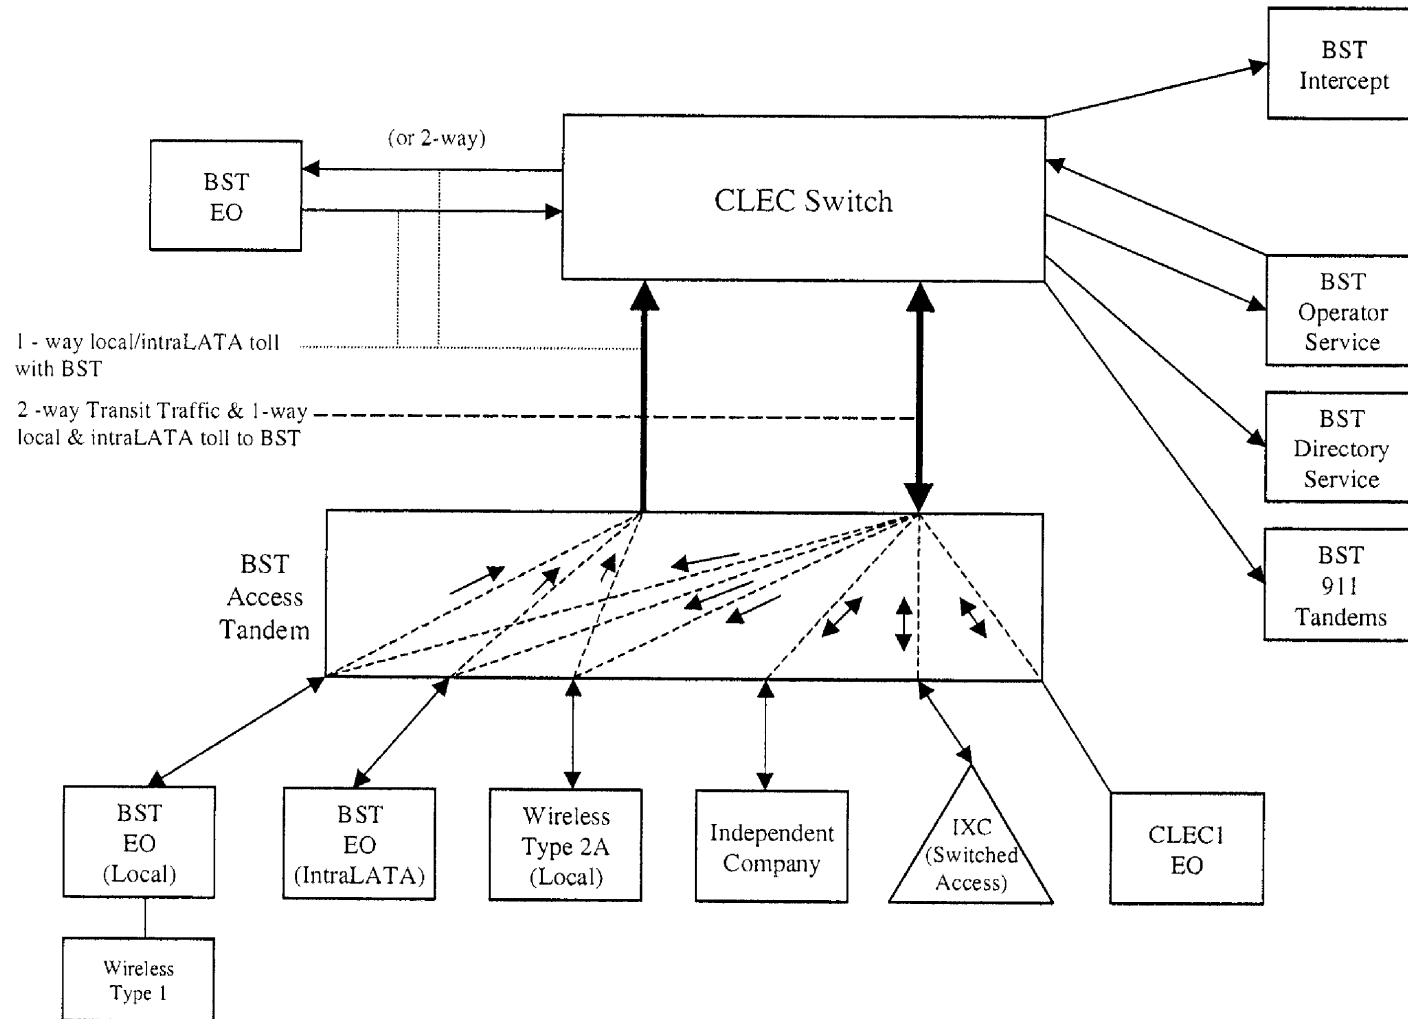 BST
Intercept
(or 2-way)
BST
EO
CLEC Switch
BST
Operator
Service
1 - way local/intraLATA toll
with BST
2 -way Transit Traffic & 1-way
local & intraLATA toll to BST
BST
Directory
Service
BST
911
Tandems
BST
Access
Tandem
BST
EO
(Local)
BST
EO
(IntraLATA)
Wireless
Type 2A
(Local)
Independent
Company
IXC
(Switched
Access)
CLEC1
EO
Wireless
Type 1